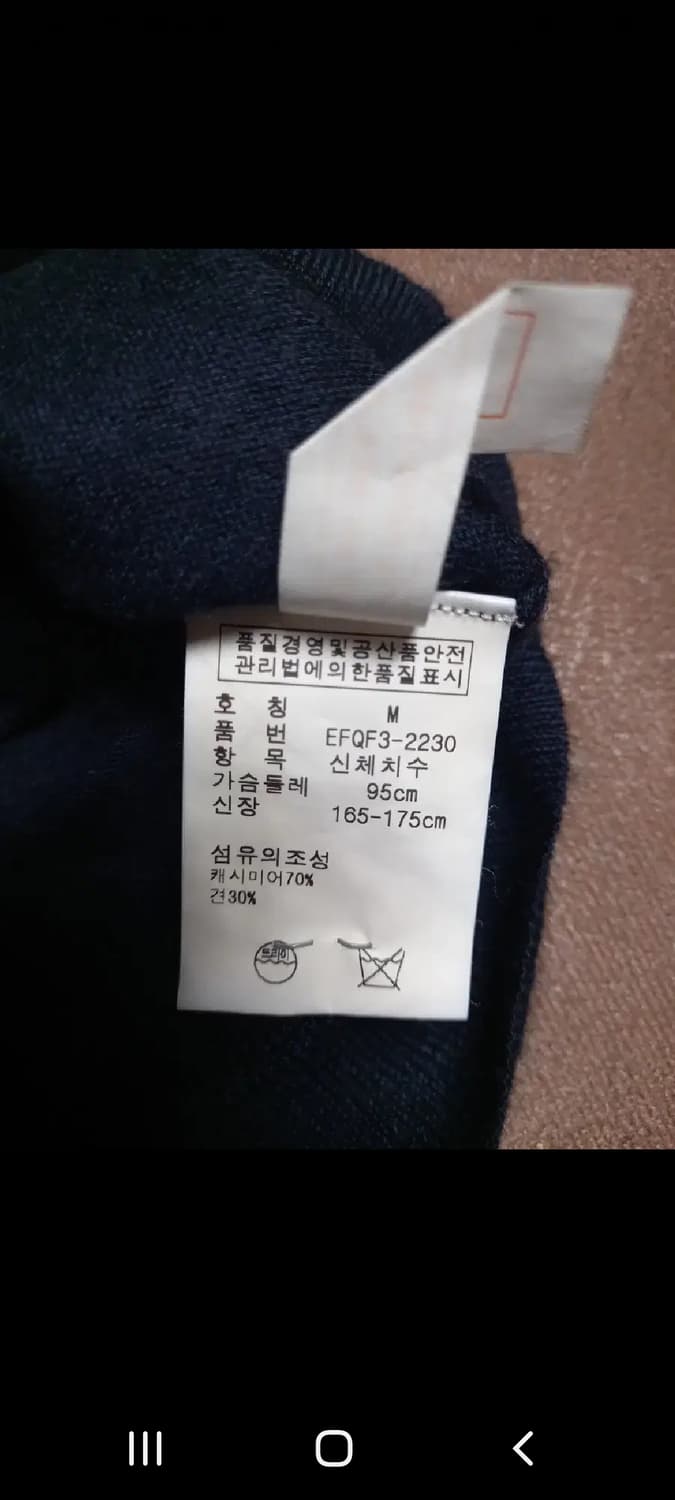 품질경영및공산품안전
관리법에의한품질표시
호 칭 M
품 번 EFQF3-2230
항 목 신체치수
가슴둘레 95cm
신장 165-175cm
섬유의조성
캐시미어70%
견30%
드라이